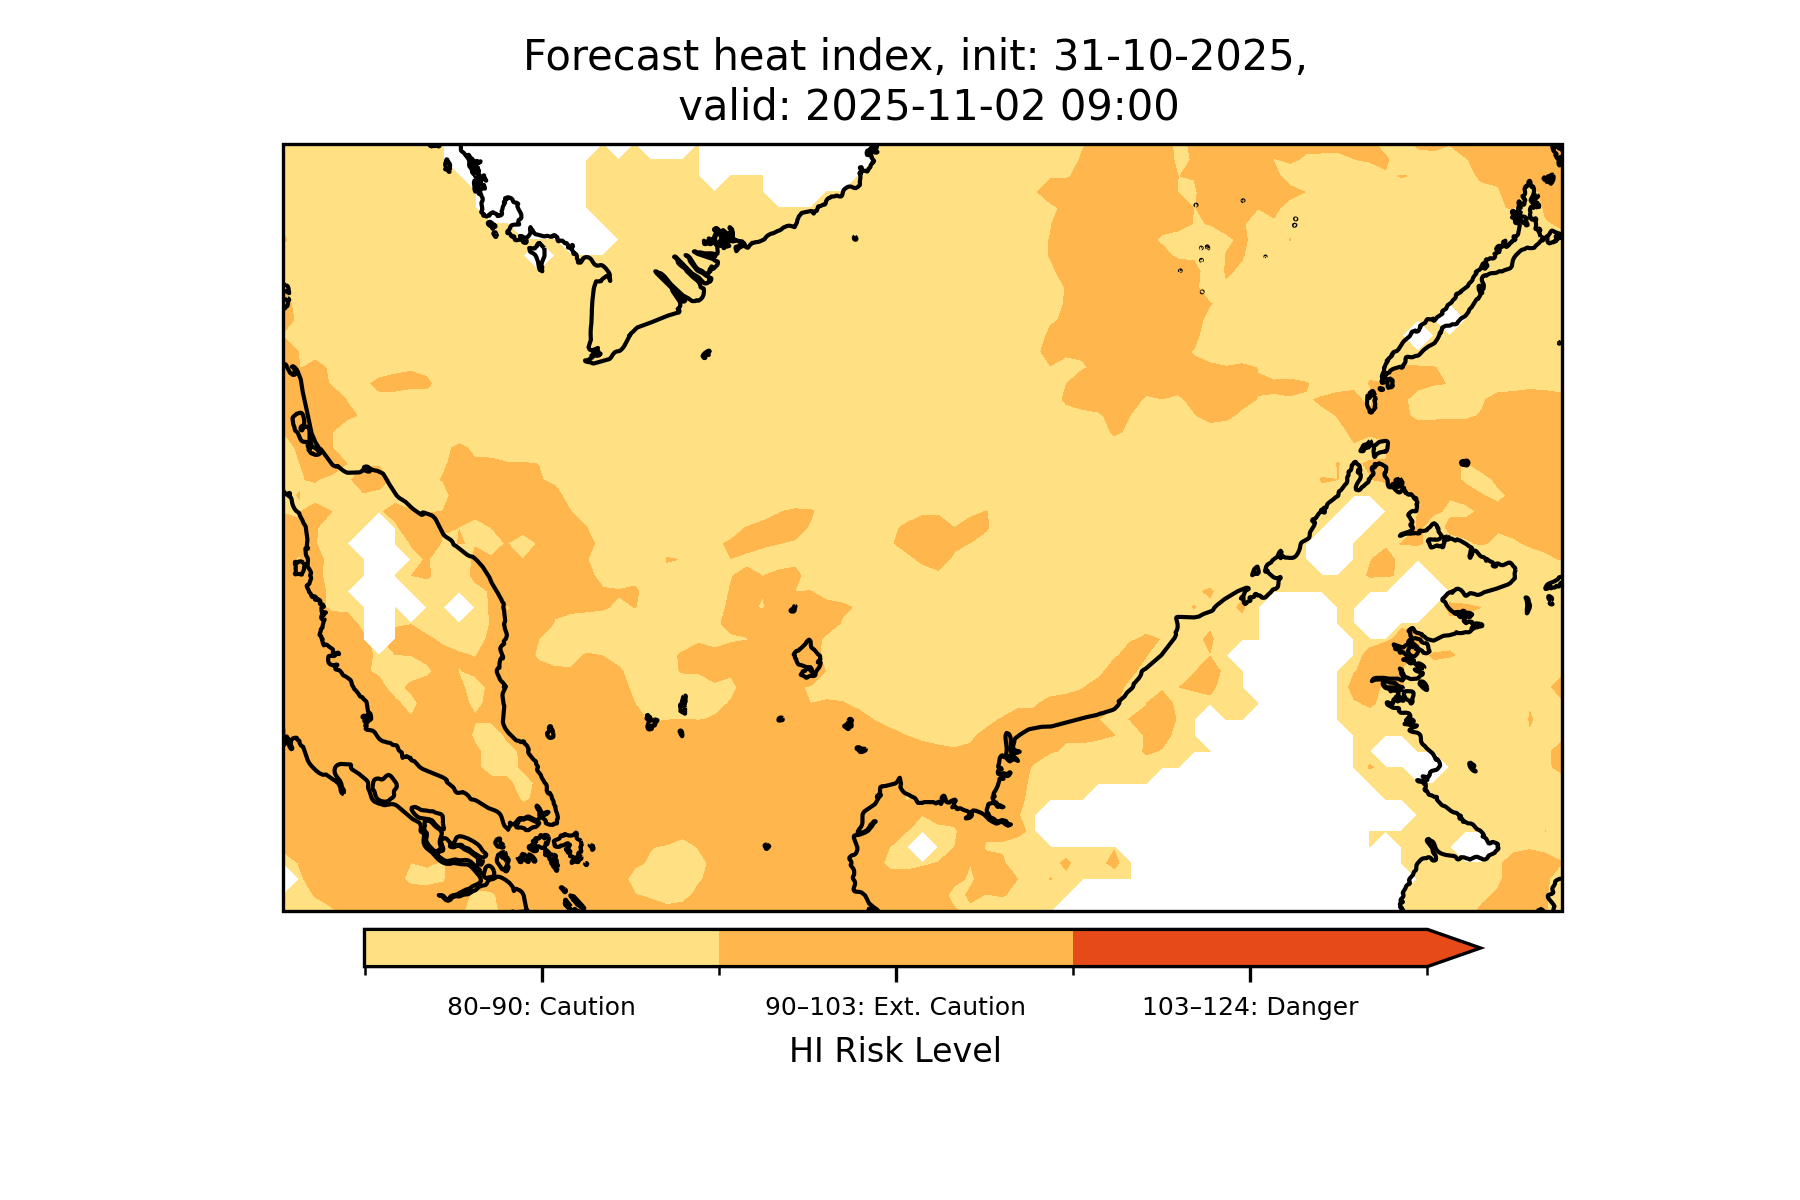 Forecast heat index, init: 31-10-2025,
valid: 2025-11-02 09:00
80–90: Caution
90–103: Ext. Caution
103–124: Danger
HI Risk Level